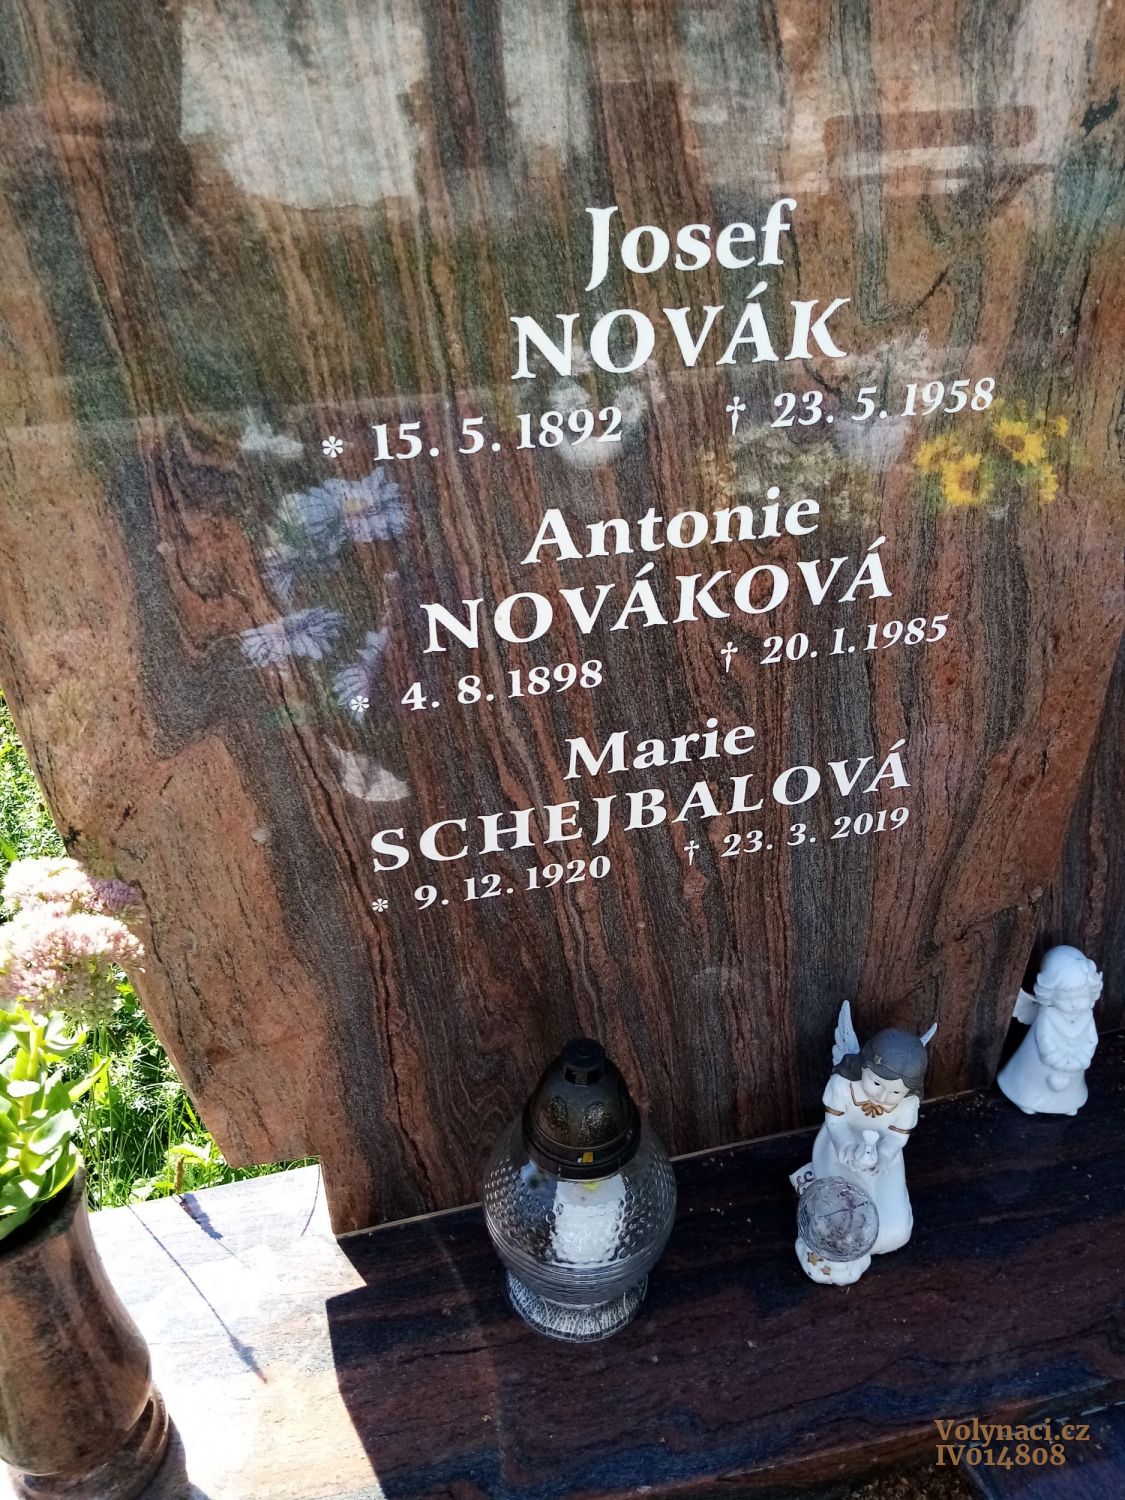 Josef
NOVÁK
* 15. 5. 1892 † 23. 5. 1958
Antonie
NOVÁKOVÁ
* 4. 8. 1898 † 20. 1. 1985
Marie
SCHEJBALOVÁ
* 9. 12. 1920 † 23. 3. 2019
Volynaci.cz
IV014808